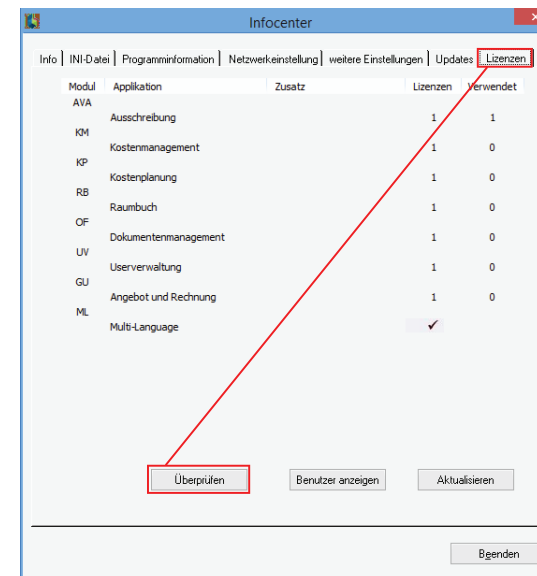 Infocenter
Info INI-Datei Programminformation Netzwerkeinstellung weitere Einstellungen Updates Lizenzen
Modul Applikation Zusatz Lizenzen Verwendet
AVA
Ausschreibung 1 1
KM
Kostenmanagement 1 0
KP
Kostenplanung 1 0
RB
Raumbuch 1 0
OF
Dokumentenmanagement 1 0
UV
Userverwaltung 1 0
GU
Angebot und Rechnung 1 0
ML
Multi-Language ✓
Überprüfen Benutzer anzeigen Aktualisieren
Beenden